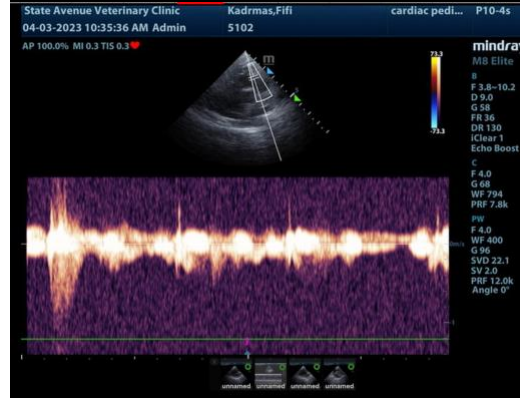 State Avenue Veterinary Clinic Kadrmas,Fifi cardiac pedi... P10-4s
04-03-2023 10:35:36 AM Admin 5102
AP 100.0% MI 0.3 TIS 0.3
mindray
M8 Elite
m
73.3
-73.3
B
F 3.8~10.2
D 9.0
G 58
FR 36
DR 130
iClear 1
Echo Boost
C
F 4.0
G 68
WF 794
PRF 7.8k
PW
F 4.0
WF 400
G 96
SVD 22.1
SV 2.0
PRF 12.0k
Angle 0°
0m/s
-1
unnamed unnamed unnamed unnamed